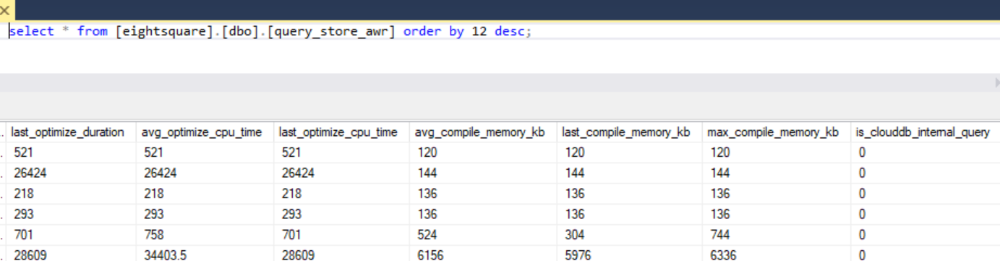 select * from [eightsquare].[dbo].[query_store_awr] order by 12 desc;
last_optimize_duration avg_optimize_cpu_time last_optimize_cpu_time avg_compile_memory_kb last_compile_memory_kb max_compile_memory_kb is_clouddb_internal_query
521 521 521 120 120 120 0
26424 26424 26424 144 144 144 0
218 218 218 136 136 136 0
293 293 293 136 136 136 0
701 758 701 524 304 744 0
28609 34403.5 28609 6156 5976 6336 0